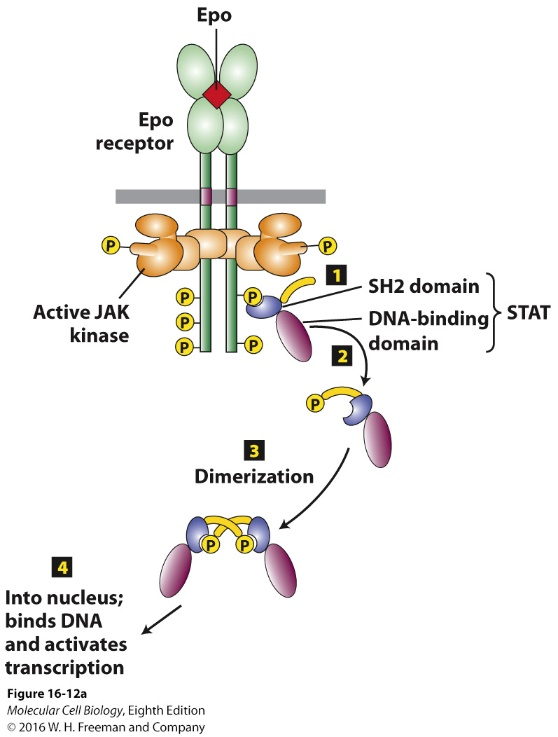 Epo
Epo
receptor
P
P
1
SH2 domain
P
P
Active JAK
kinase
DNA-binding
domain
STAT
P
P
P
2
P
3
Dimerization
P
P
4
Into nucleus;
binds DNA
and activates
transcription
Figure 16-12a
Molecular Cell Biology, Eighth Edition
© 2016 W. H. Freeman and Company